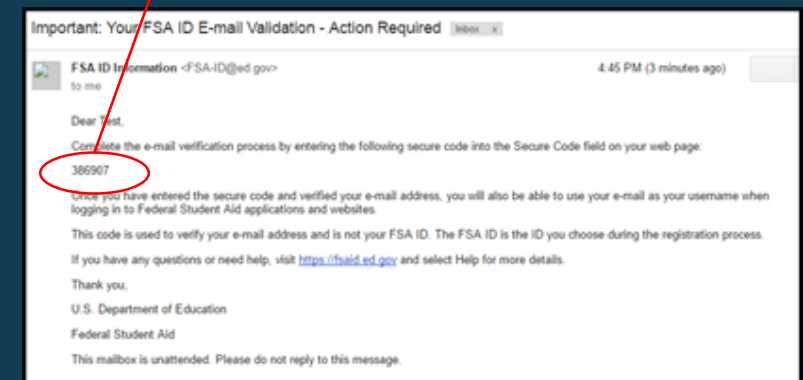 Important: Your FSA ID E-mail Validation - Action Required Inbox x
FSA ID Information <FSA-ID@ed.gov> 4:45 PM (3 minutes ago)
to me
Dear Test,
Complete the e-mail verification process by entering the following secure code into the Secure Code field on your web page:
386907
Once you have entered the secure code and verified your e-mail address, you will also be able to use your e-mail as your username when
logging in to Federal Student Aid applications and websites.
This code is used to verify your e-mail address and is not your FSA ID. The FSA ID is the ID you choose during the registration process.
If you have any questions or need help, visit https://fsaid.ed.gov and select Help for more details.
Thank you,
U.S. Department of Education
Federal Student Aid
This mailbox is unattended. Please do not reply to this message.